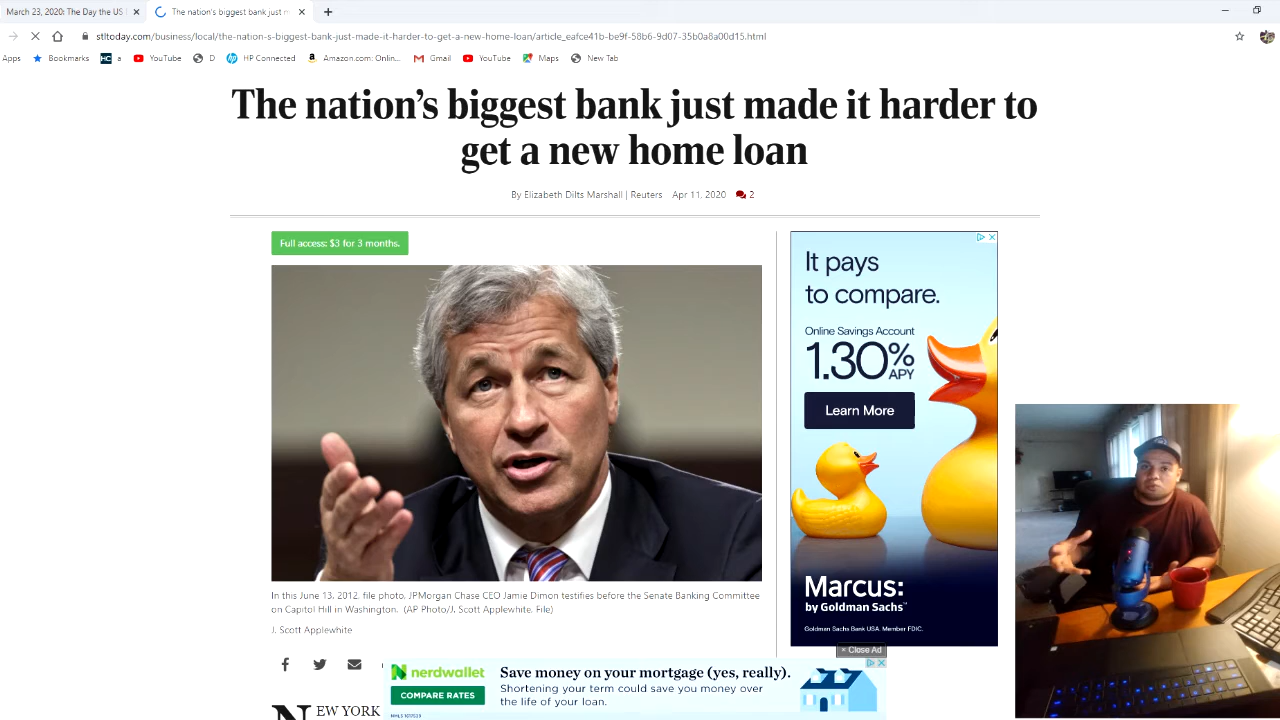 March 23, 2020: The Day the US
The nation's biggest bank just m
stltoday.com/business/local/the-nation-s-biggest-bank-just-made-it-harder-to-get-a-new-home-loan/article_eafce41b-be9f-58b6-9d07-35b0a8a00d15.html
Apps Bookmarks HC a YouTube D HP Connected Amazon.com: Onlin... Gmail YouTube Maps New Tab
The nation's biggest bank just made it harder to
get a new home loan
By Elizabeth Dilts Marshall | Reuters Apr 11, 2020 2
Full access: $3 for 3 months.
In this June 13, 2012, file photo, JPMorgan Chase CEO Jamie Dimon testifies before the Senate Banking Committee
on Capitol Hill in Washington. (AP Photo/J. Scott Applewhite, File)
J. Scott Applewhite
It pays
to compare.
Online Savings Account
1.30% APY
Learn More
Marcus:
by Goldman Sachs™
Goldman Sachs Bank USA. Member FDIC.
× Close Ad
nerdwallet
COMPARE RATES
Save money on your mortgage (yes, really).
Shortening your term could save you money over
the life of your loan.
NEW YORK